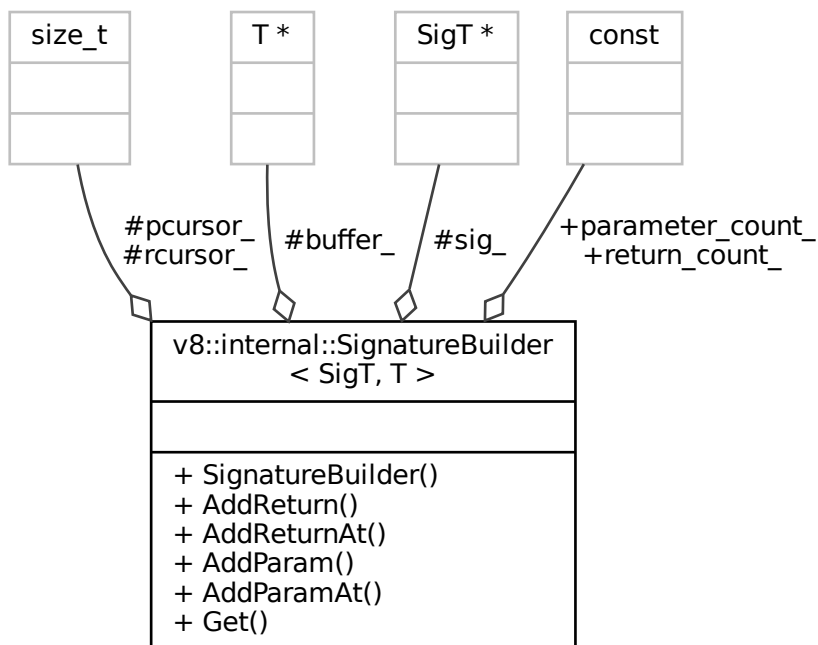 size_t
T *
SigT *
const
#pcursor_
#rcursor_
#buffer_
#sig_
+parameter_count_
+return_count_
v8::internal::SignatureBuilder
< SigT, T >
+ SignatureBuilder()
+ AddReturn()
+ AddReturnAt()
+ AddParam()
+ AddParamAt()
+ Get()